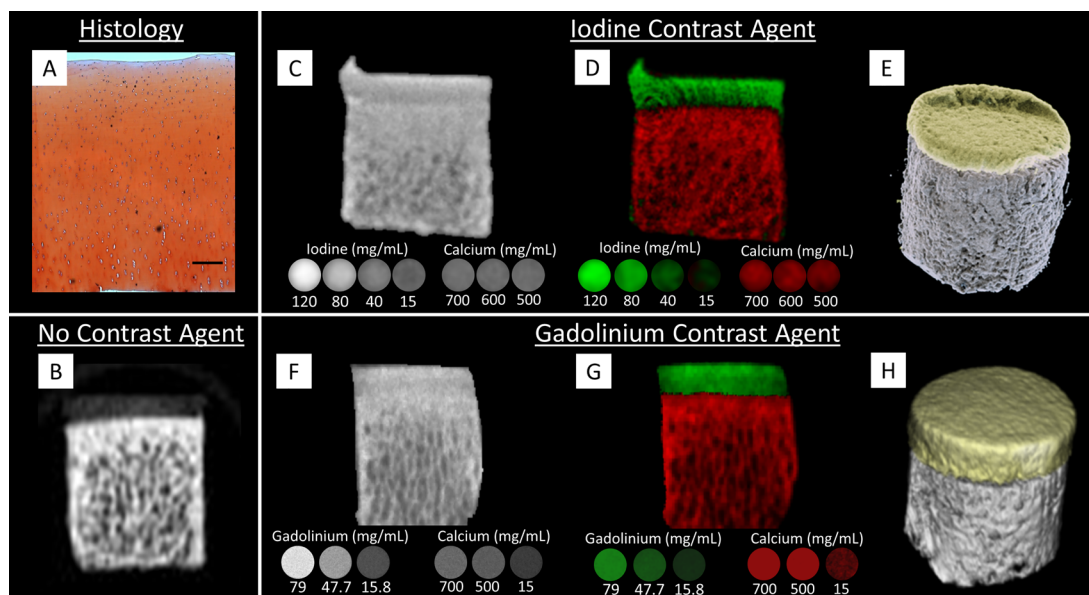 Histology
A
Iodine Contrast Agent
C
D
E
Iodine (mg/mL) Calcium (mg/mL)
120 80 40 15 700 600 500
Iodine (mg/mL) Calcium (mg/mL)
120 80 40 15 700 600 500
No Contrast Agent
B
Gadolinium Contrast Agent
F
G
H
Gadolinium (mg/mL) Calcium (mg/mL)
79 47.7 15.8 700 500 15
Gadolinium (mg/mL) Calcium (mg/mL)
79 47.7 15.8 700 500 15